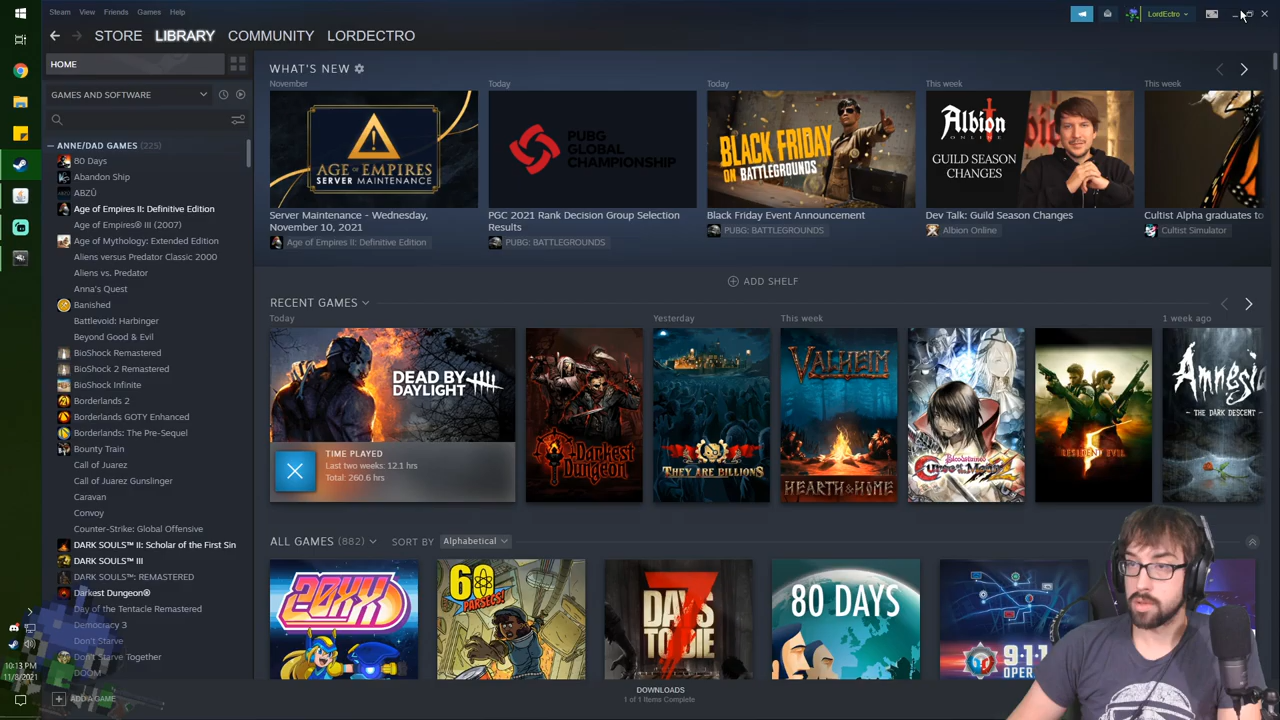 Steam View Friends Games Help
LordEctro
STORE LIBRARY COMMUNITY LORDECTRO
HOME
GAMES AND SOFTWARE
ANNE/DAD GAMES (225)
80 Days
Abandon Ship
ABZÛ
Age of Empires II: Definitive Edition
Age of Empires® III (2007)
Age of Mythology: Extended Edition
Aliens versus Predator Classic 2000
Aliens vs. Predator
Anna's Quest
Banished
Battlevoid: Harbinger
Beyond Good & Evil
BioShock Remastered
BioShock 2 Remastered
BioShock Infinite
Borderlands 2
Borderlands GOTY Enhanced
Borderlands: The Pre-Sequel
Bounty Train
Call of Juarez
Call of Juarez Gunslinger
Caravan
Convoy
Counter-Strike: Global Offensive
DARK SOULS™ II: Scholar of the First Sin
DARK SOULS™ III
DARK SOULS™: REMASTERED
Darkest Dungeon®
Day of the Tentacle Remastered
Democracy 3
Don't Starve
Don't Starve Together
DOOM
ADD A GAME
10:13 PM
11/8/2021
WHAT'S NEW
November
AGE OF EMPIRES
SERVER MAINTENANCE
Server Maintenance - Wednesday,
November 10, 2021
Age of Empires II: Definitive Edition
Today
PUBG
GLOBAL
CHAMPIONSHIP
PGC 2021 Rank Decision Group Selection
Results
PUBG: BATTLEGROUNDS
Today
BLACK FRIDAY
ON BATTLEGROUNDS
Black Friday Event Announcement
PUBG: BATTLEGROUNDS
This week
Albion
ONLINE
GUILD SEASON
CHANGES
Dev Talk: Guild Season Changes
Albion Online
This week
Cultist Alpha graduates to
Cultist Simulator
ADD SHELF
RECENT GAMES
Today
DEAD BY
DAYLIGHT
TIME PLAYED
Last two weeks: 12.1 hrs
Total: 260.6 hrs
Darkest
Dungeon
Yesterday
THEY ARE BILLIONS
This week
VALHEIM
HEARTH & HOME
Bloodstained
Curse of the Moon
2
RESIDENT EVIL
5
1 week ago
Amnesia
THE DARK DESCENT
ALL GAMES (882)
SORT BY Alphabetical
20XX
60
PARSECS!
7
DAYS
TO DIE
80 DAYS
9-1-1
OPER
DOWNLOADS
1 of 1 Items Complete